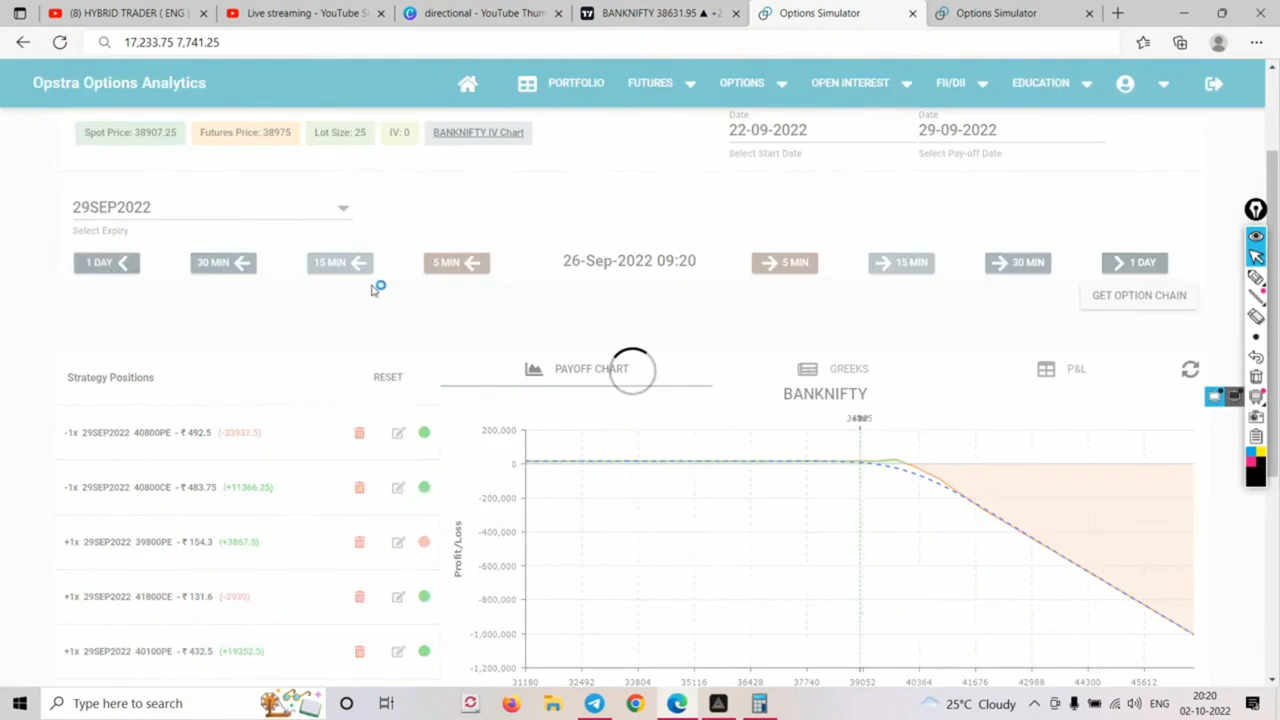 (8) HYBRID TRADER ( ENG |
Live streaming - YouTube S
directional - YouTube Thum
BANKNIFTY 38631.95 ▲ +2
Options Simulator
Options Simulator
17,233.75 7,741.25
Opstra Options Analytics
PORTFOLIO
FUTURES
OPTIONS
OPEN INTEREST
FII/DII
EDUCATION
Spot Price: 38907.25
Futures Price: 38975
Lot Size: 25
IV: 0
BANKNIFTY IV Chart
Date
22-09-2022
Select Start Date
Date
29-09-2022
Select Pay-off Date
29SEP2022
Select Expiry
1 DAY
30 MIN
15 MIN
5 MIN
26-Sep-2022 09:20
5 MIN
15 MIN
30 MIN
1 DAY
GET OPTION CHAIN
Strategy Positions
RESET
PAYOFF CHART
GREEKS
P&L
BANKNIFTY
-1x 29SEP2022 40800PE - ₹ 492.5 (-33937.5)
-1x 29SEP2022 40800CE - ₹ 483.75 (+11366.25)
+1x 29SEP2022 39800PE - ₹ 154.3 (+3867.5)
+1x 29SEP2022 41800CE - ₹ 131.6 (-2930)
+1x 29SEP2022 40100PE - ₹ 432.5 (+19352.5)
Profit/Loss
200,000
0
-200,000
-400,000
-600,000
-800,000
-1,000,000
-1,200,000
31180 32492 33804 35116 36428 37740 39052 40364 41676 42988 44300 45612
Type here to search
25°C Cloudy
ENG
20:20
02-10-2022